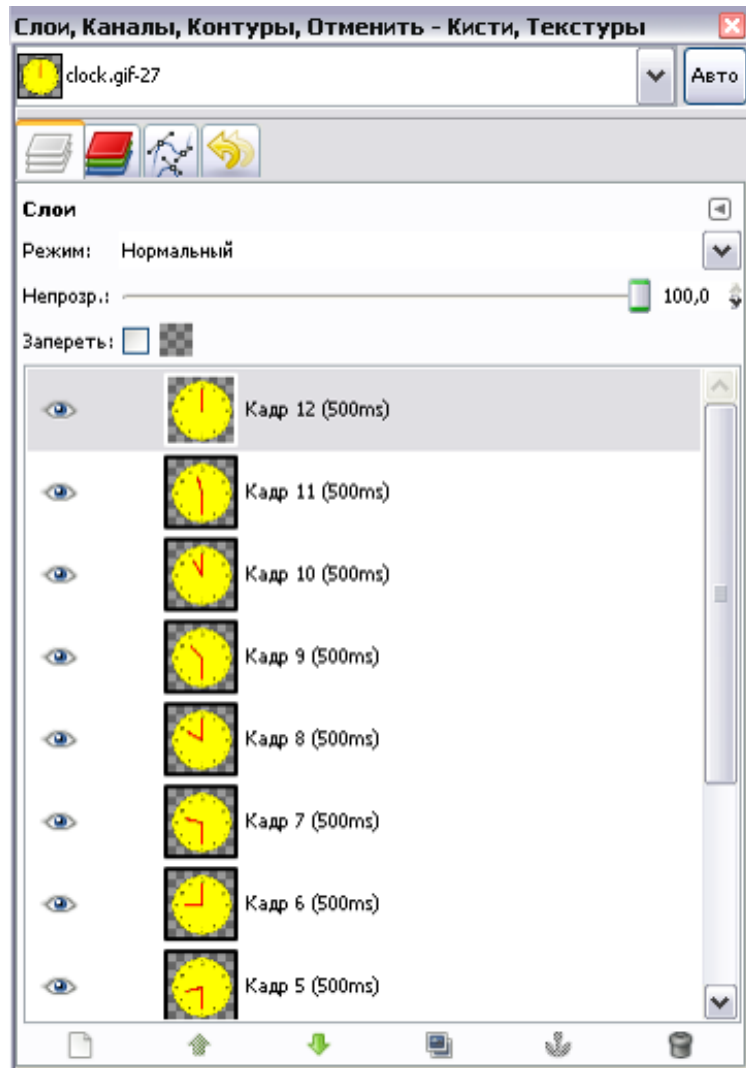 Слои, Каналы, Контуры, Отменить - Кисти, Текстуры
clock.gif-27
Авто
Слои
Режим: Нормальный
Непрозр.: 100,0
Запереть:
Кадр 12 (500ms)
Кадр 11 (500ms)
Кадр 10 (500ms)
Кадр 9 (500ms)
Кадр 8 (500ms)
Кадр 7 (500ms)
Кадр 6 (500ms)
Кадр 5 (500ms)